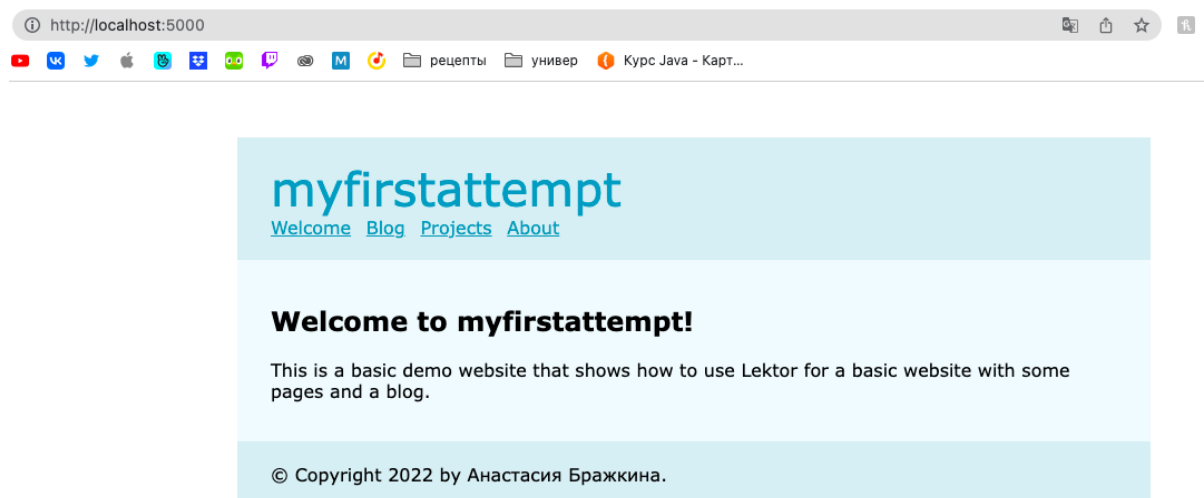 http://localhost:5000
рецепты универ Курс Java - Карт...
myfirstattempt
Welcome Blog Projects About
Welcome to myfirstattempt!
This is a basic demo website that shows how to use Lektor for a basic website with some
pages and a blog.
© Copyright 2022 by Анастасия Бражкина.